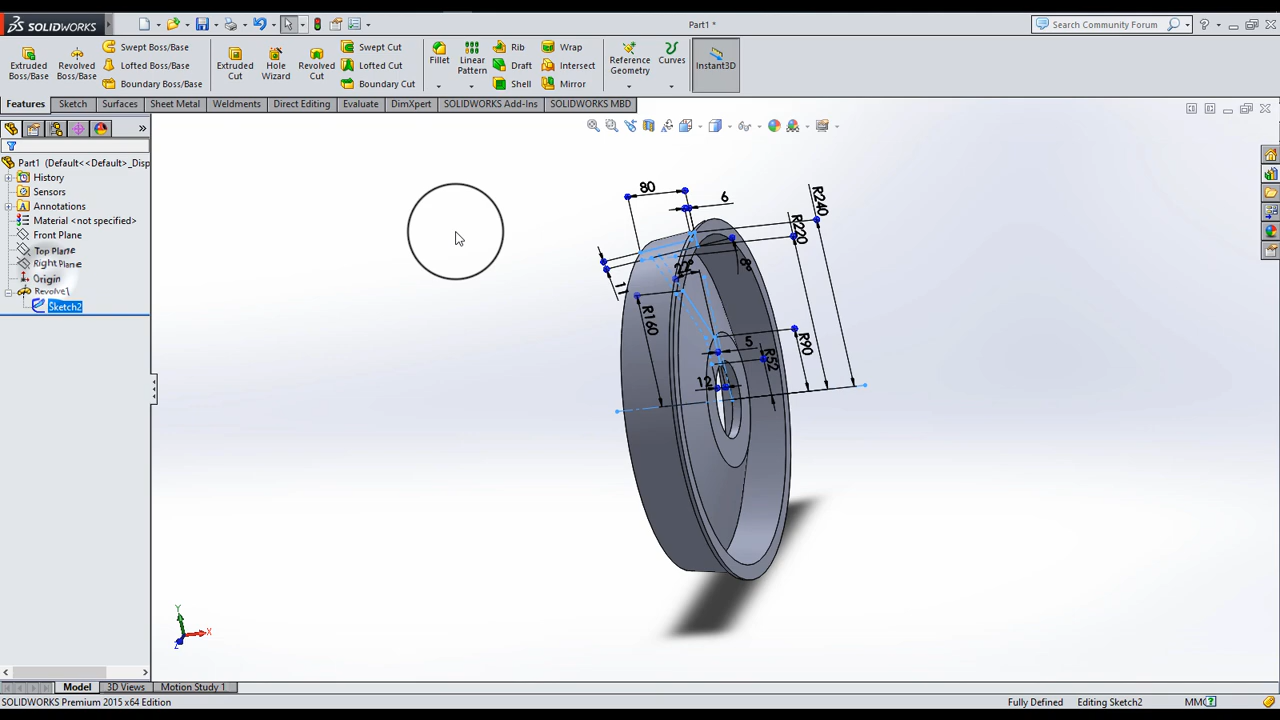 SOLIDWORKS
Part1 *
Search Community Forum
Extruded Boss/Base
Revolved Boss/Base
Swept Boss/Base
Lofted Boss/Base
Boundary Boss/Base
Extruded Cut
Hole Wizard
Revolved Cut
Swept Cut
Lofted Cut
Boundary Cut
Fillet
Linear Pattern
Rib
Draft
Shell
Wrap
Intersect
Mirror
Reference Geometry
Curves
Instant3D
Features Sketch Surfaces Sheet Metal Weldments Direct Editing Evaluate DimXpert SOLIDWORKS Add-Ins SOLIDWORKS MBD
Part1 (Default<<Default>_Disp
History
Sensors
Annotations
Material <not specified>
Front Plane
Top Plane
Right Plane
Origin
Sketch2
80
6
R240
R220
8
11
R160
5
R90
R52
12
Y
X
Z
Model 3D Views Motion Study 1
SOLIDWORKS Premium 2015 x64 Edition
Fully Defined
Editing Sketch2